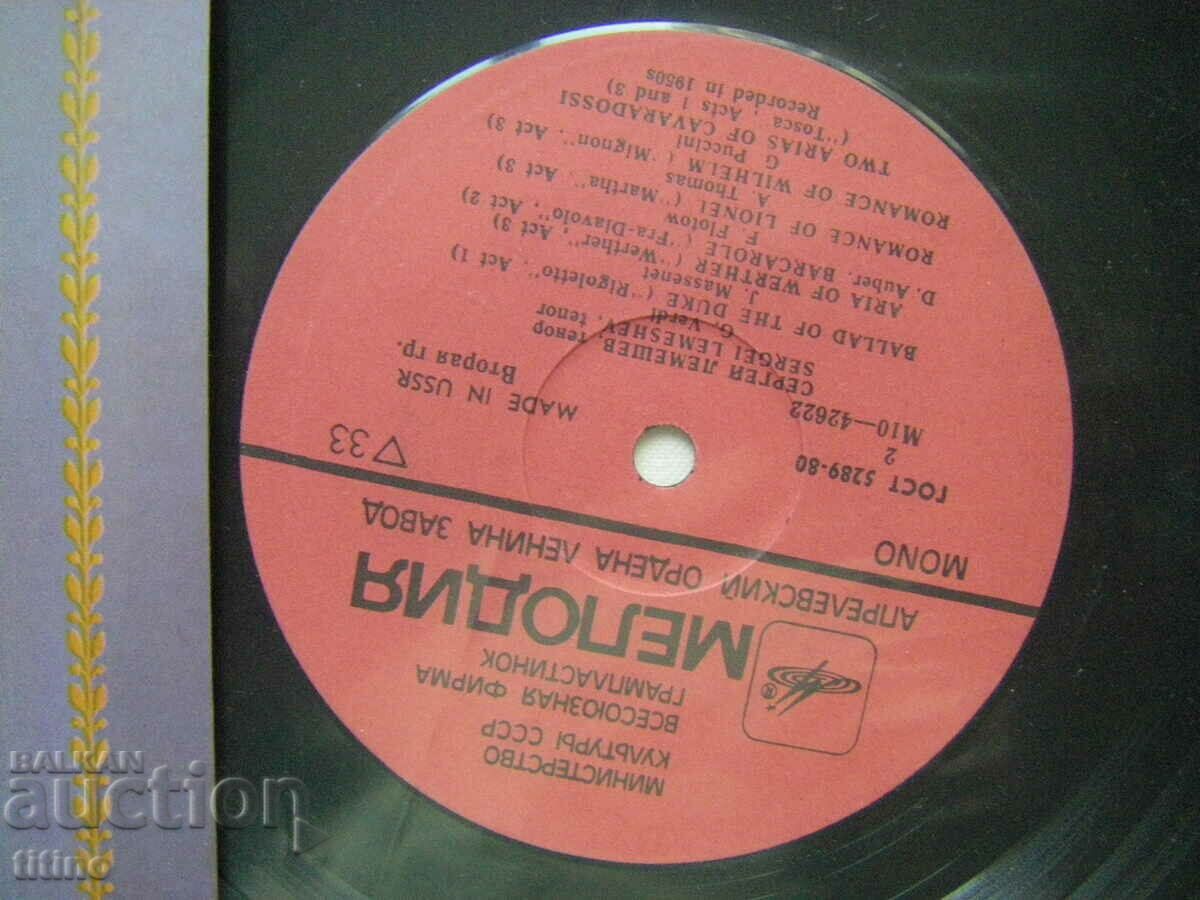 МИНИСТЕРСТВО
КУЛЬТУРЫ СССР
ВСЕСОЮЗНАЯ ФИРМА
ГРАМПЛАСТИНОК
МЕЛОДИЯ
®
АПРЕЛЕВСКИЙ ОРДЕНА ЛЕНИНА ЗАВОД
MONO
▽33
ГОСТ 5289-80
2
М10—42622
MADE IN USSR
Вторая гр.
СЕРГЕЙ ЛЕМЕШЕВ, тенор
SERGEI LEMESHEV, tenor
G. Verdi
BALLAD OF THE DUKE ("Rigoletto", Act 1)
J. Massenet
ARIA OF WERTHER ("Werther", Act 3)
D. Auber. BARCAROLE ("Fra-Diavolo", Act 2)
F. Flotow
ROMANCE OF LIONEL ("Martha", Act 3)
A. Thomas
ROMANCE OF WILHELM ("Mignon", Act 3)
G. Puccini
TWO ARIAS OF CAVARADOSSI
("Tosca", Acts 1 and 3)
Recorded in 1950s
BALKAN
auction
titino